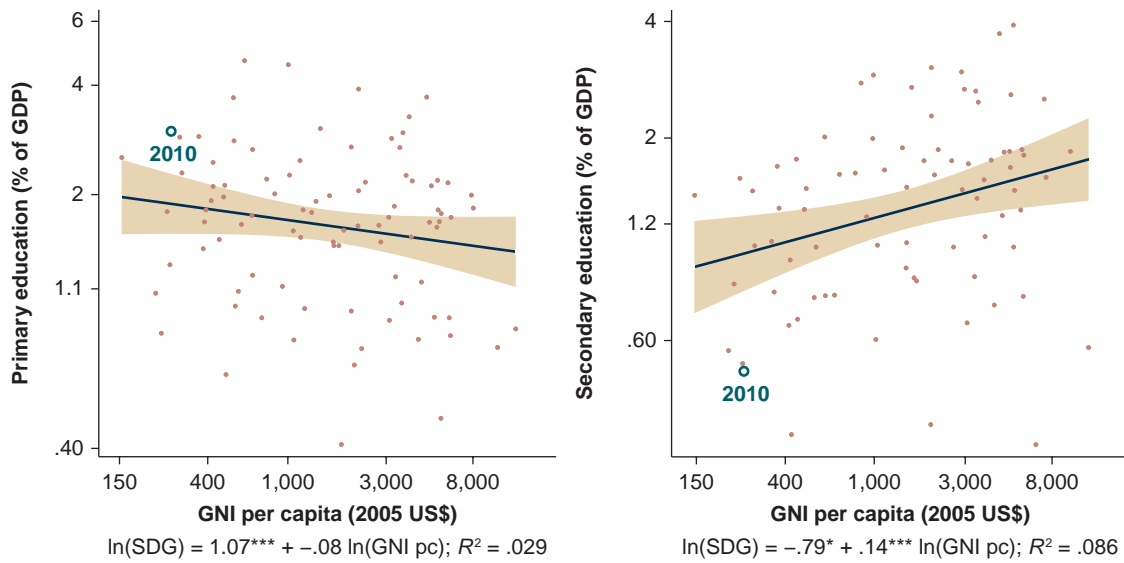 Primary education (% of GDP)
6
4
2
1.1
.40
2010
150 400 1,000 3,000 8,000
GNI per capita (2005 US$)
ln(SDG) = 1.07*** + –.08 ln(GNI pc); R² = .029
Secondary education (% of GDP)
4
2
1.2
.60
2010
150 400 1,000 3,000 8,000
GNI per capita (2005 US$)
ln(SDG) = –.79* + .14*** ln(GNI pc); R² = .086